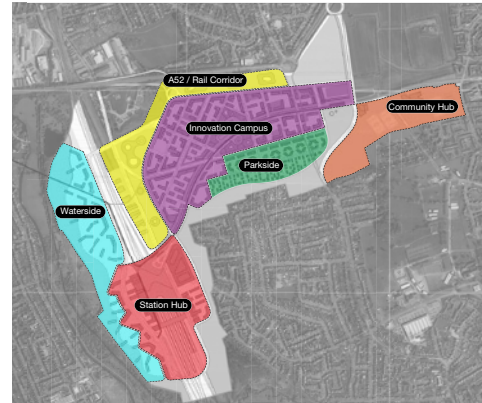 A52 / Rail Corridor
Community Hub
Innovation Campus
Parkside
Waterside
Station Hub